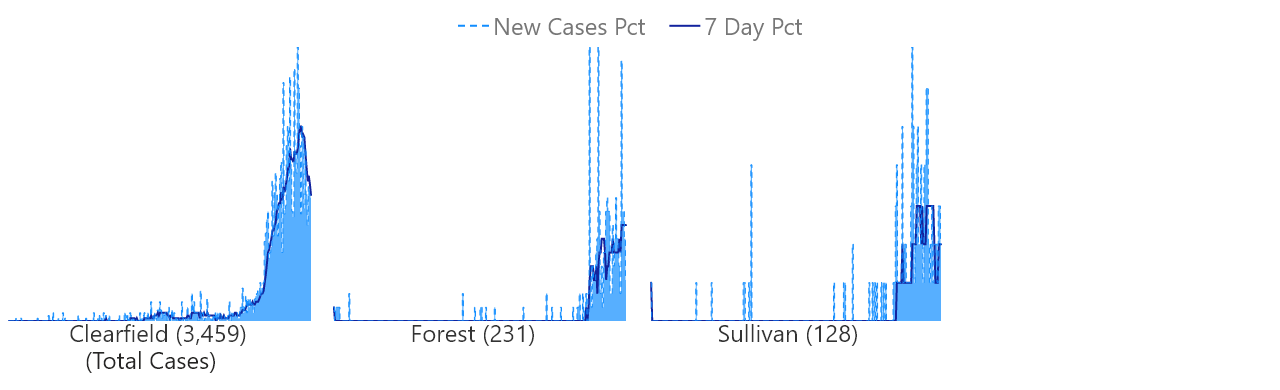 New Cases Pct 7 Day Pct
Clearfield (3,459) Forest (231) Sullivan (128)
(Total Cases)